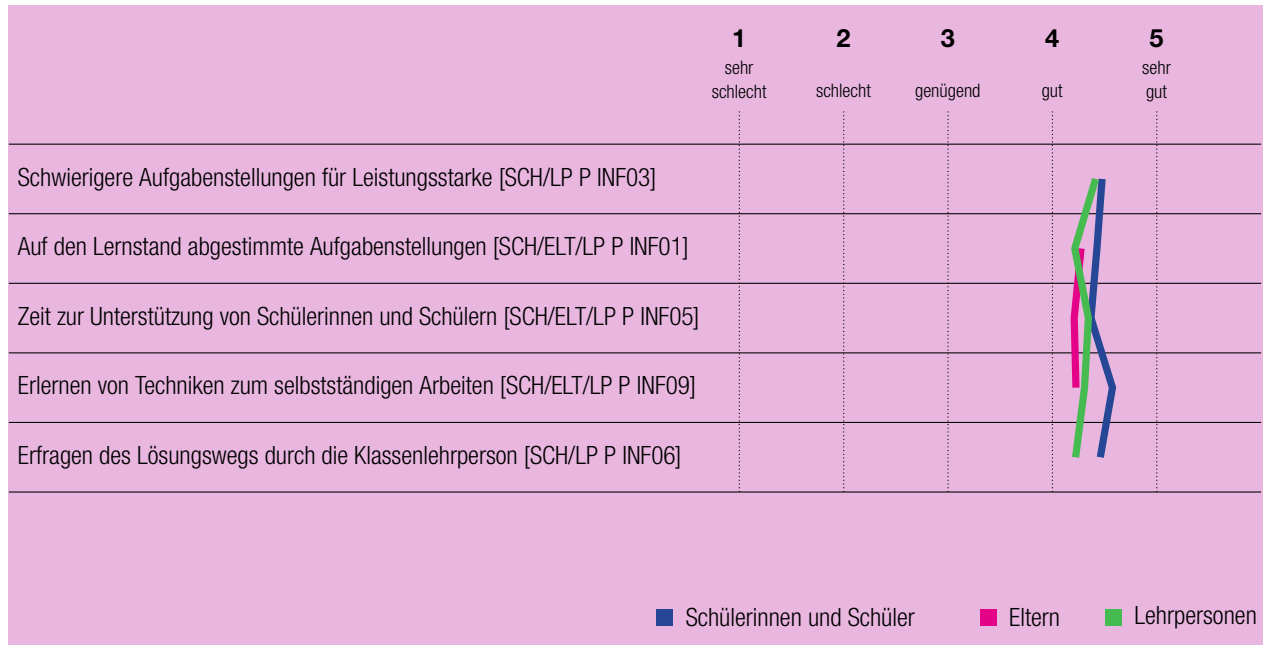 1 2 3 4 5
sehr schlecht schlecht genügend gut sehr gut
Schwierigere Aufgabenstellungen für Leistungsstarke [SCH/LP P INF03]
Auf den Lernstand abgestimmte Aufgabenstellungen [SCH/ELT/LP P INF01]
Zeit zur Unterstützung von Schülerinnen und Schülern [SCH/ELT/LP P INF05]
Erlernen von Techniken zum selbstständigen Arbeiten [SCH/ELT/LP P INF09]
Erfragen des Lösungswegs durch die Klassenlehrperson [SCH/LP P INF06]
Schülerinnen und Schüler Eltern Lehrpersonen